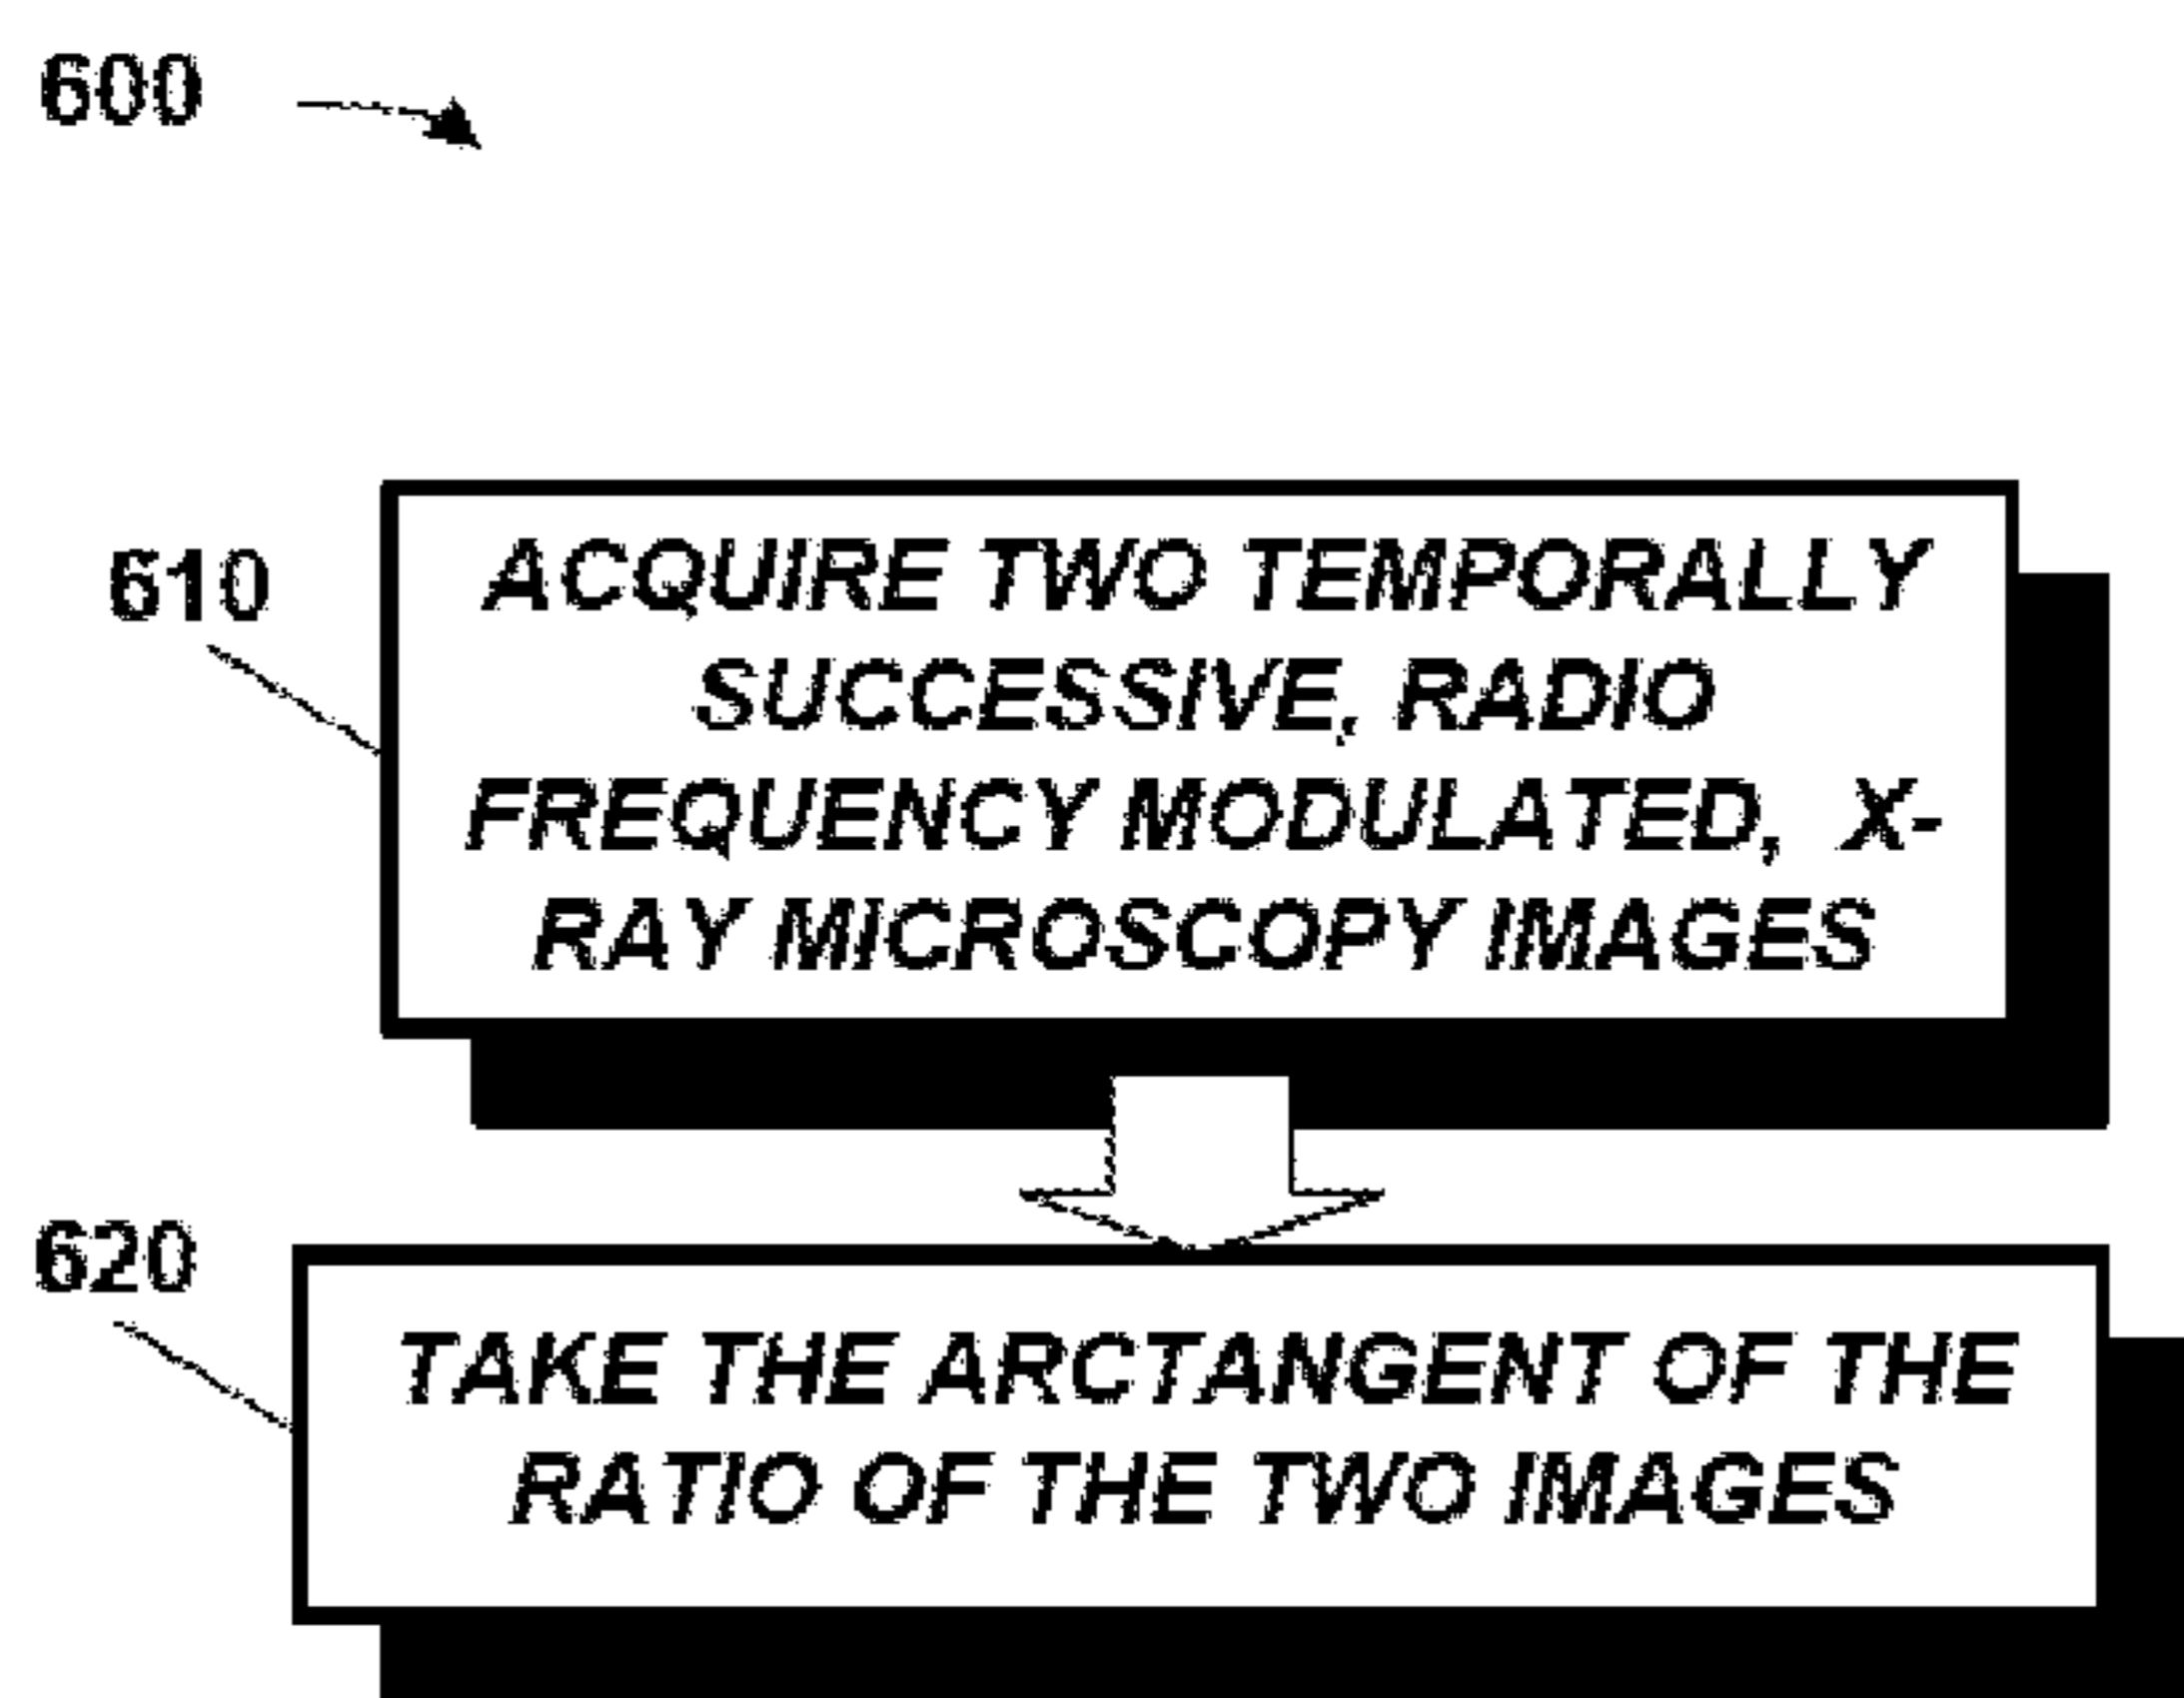 600
610
ACQUIRE TWO TEMPORALLY
SUCCESSIVE, RADIO
FREQUENCY MODULATED, X-
RAY MICROSCOPY IMAGES
620
TAKE THE ARCTANGENT OF THE
RATIO OF THE TWO IMAGES